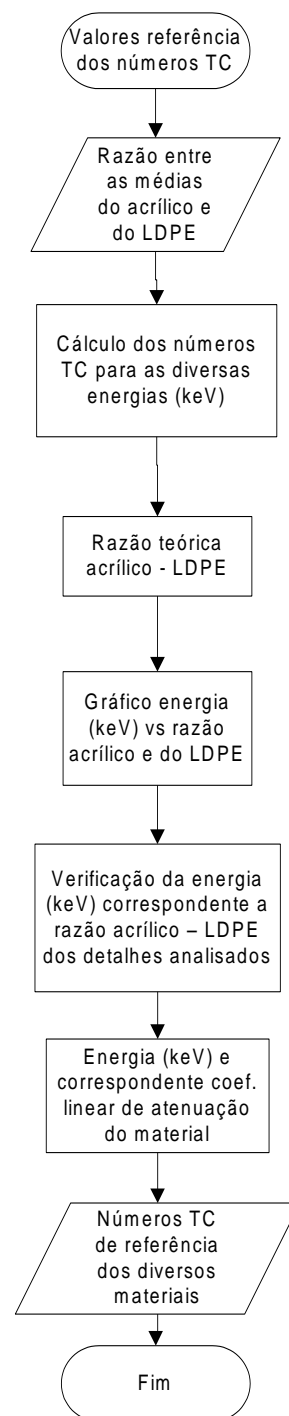 Valores referência
dos números TC
Razão entre
as médias
do acrílico e
do LDPE
Cálculo dos números
TC para as diversas
energias (keV)
Razão teórica
acrílico - LDPE
Gráfico energia
(keV) vs razão
acrílico e do LDPE
Verificação da energia
(keV) correspondente a
razão acrílico – LDPE
dos detalhes analisados
Energia (keV) e
correspondente coef.
linear de atenuação
do material
Números TC
de referência
dos diversos
materiais
Fim